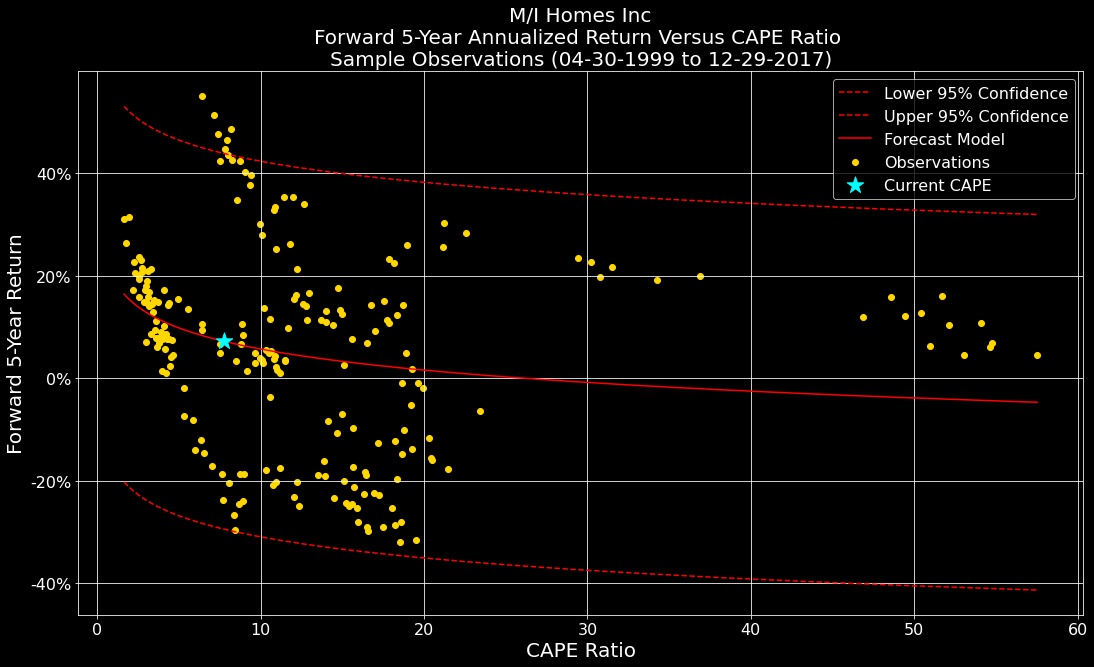 M/I Homes Inc
Forward 5-Year Annualized Return Versus CAPE Ratio
Sample Observations (04-30-1999 to 12-29-2017)
Lower 95% Confidence
Upper 95% Confidence
Forecast Model
Observations
Current CAPE
Forward 5-Year Return
40%
20%
0%
-20%
-40%
0 10 20 30 40 50 60
CAPE Ratio